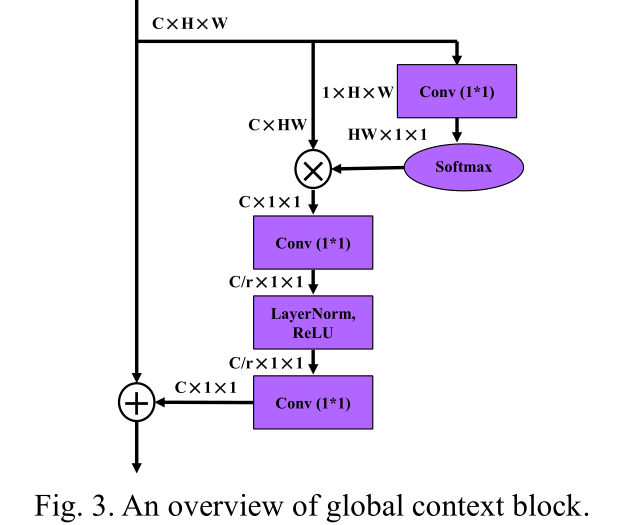 C×H×W
1×H×W
Conv (1*1)
C×HW
HW×1×1
Softmax
C×1×1
Conv (1*1)
C/r×1×1
LayerNorm,
ReLU
C/r×1×1
C×1×1
Conv (1*1)
Fig. 3. An overview of global context block.